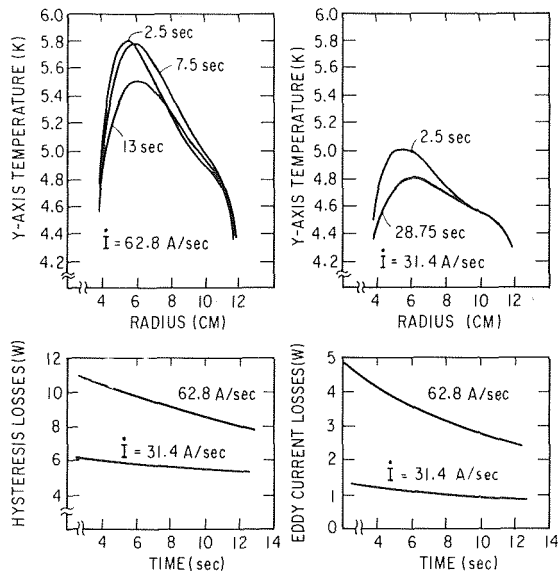 Y-AXIS TEMPERATURE (K)
5.8
5.6
5.4
5.2
5.0
4.8
4.6
4.4
4.2
2.5 sec
7.5 sec
13 sec
İ = 62.8 A/sec
4 6 8 10 12
RADIUS (CM)
Y-AXIS TEMPERATURE (K)
5.8
5.6
5.4
5.2
5.0
4.8
4.6
4.4
4.2
2.5 sec
28.75 sec
İ = 31.4 A/sec
4 6 8 10 12
RADIUS (CM)
HYSTERESIS LOSSES (W)
12
10
8
6
4
62.8 A/sec
İ = 31.4 A/sec
4 6 8 10 12 14
TIME (sec)
EDDY CURRENT LOSSES (W)
5
4
3
2
1
0
62.8 A/sec
İ = 31.4 A/sec
4 6 8 10 12 14
TIME (sec)